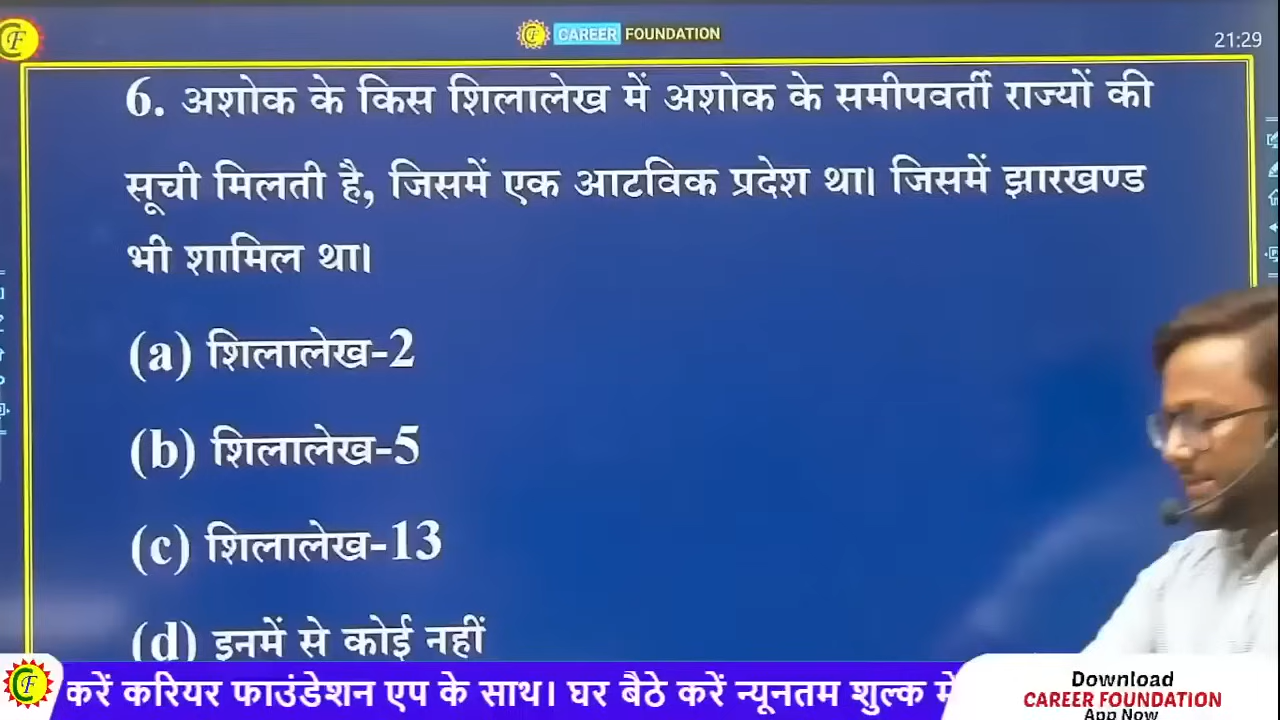 CAREER FOUNDATION
21:29
6. अशोक के किस शिलालेख में अशोक के समीपवर्ती राज्यों की
सूची मिलती है, जिसमें एक आटविक प्रदेश था। जिसमें झारखण्ड
भी शामिल था।
(a) शिलालेख-2
(b) शिलालेख-5
(c) शिलालेख-13
(d) इनमें से कोई नहीं
करें करियर फाउंडेशन एप के साथ। घर बैठे करें न्यूनतम शुल्क में
Download
CAREER FOUNDATION
App Now